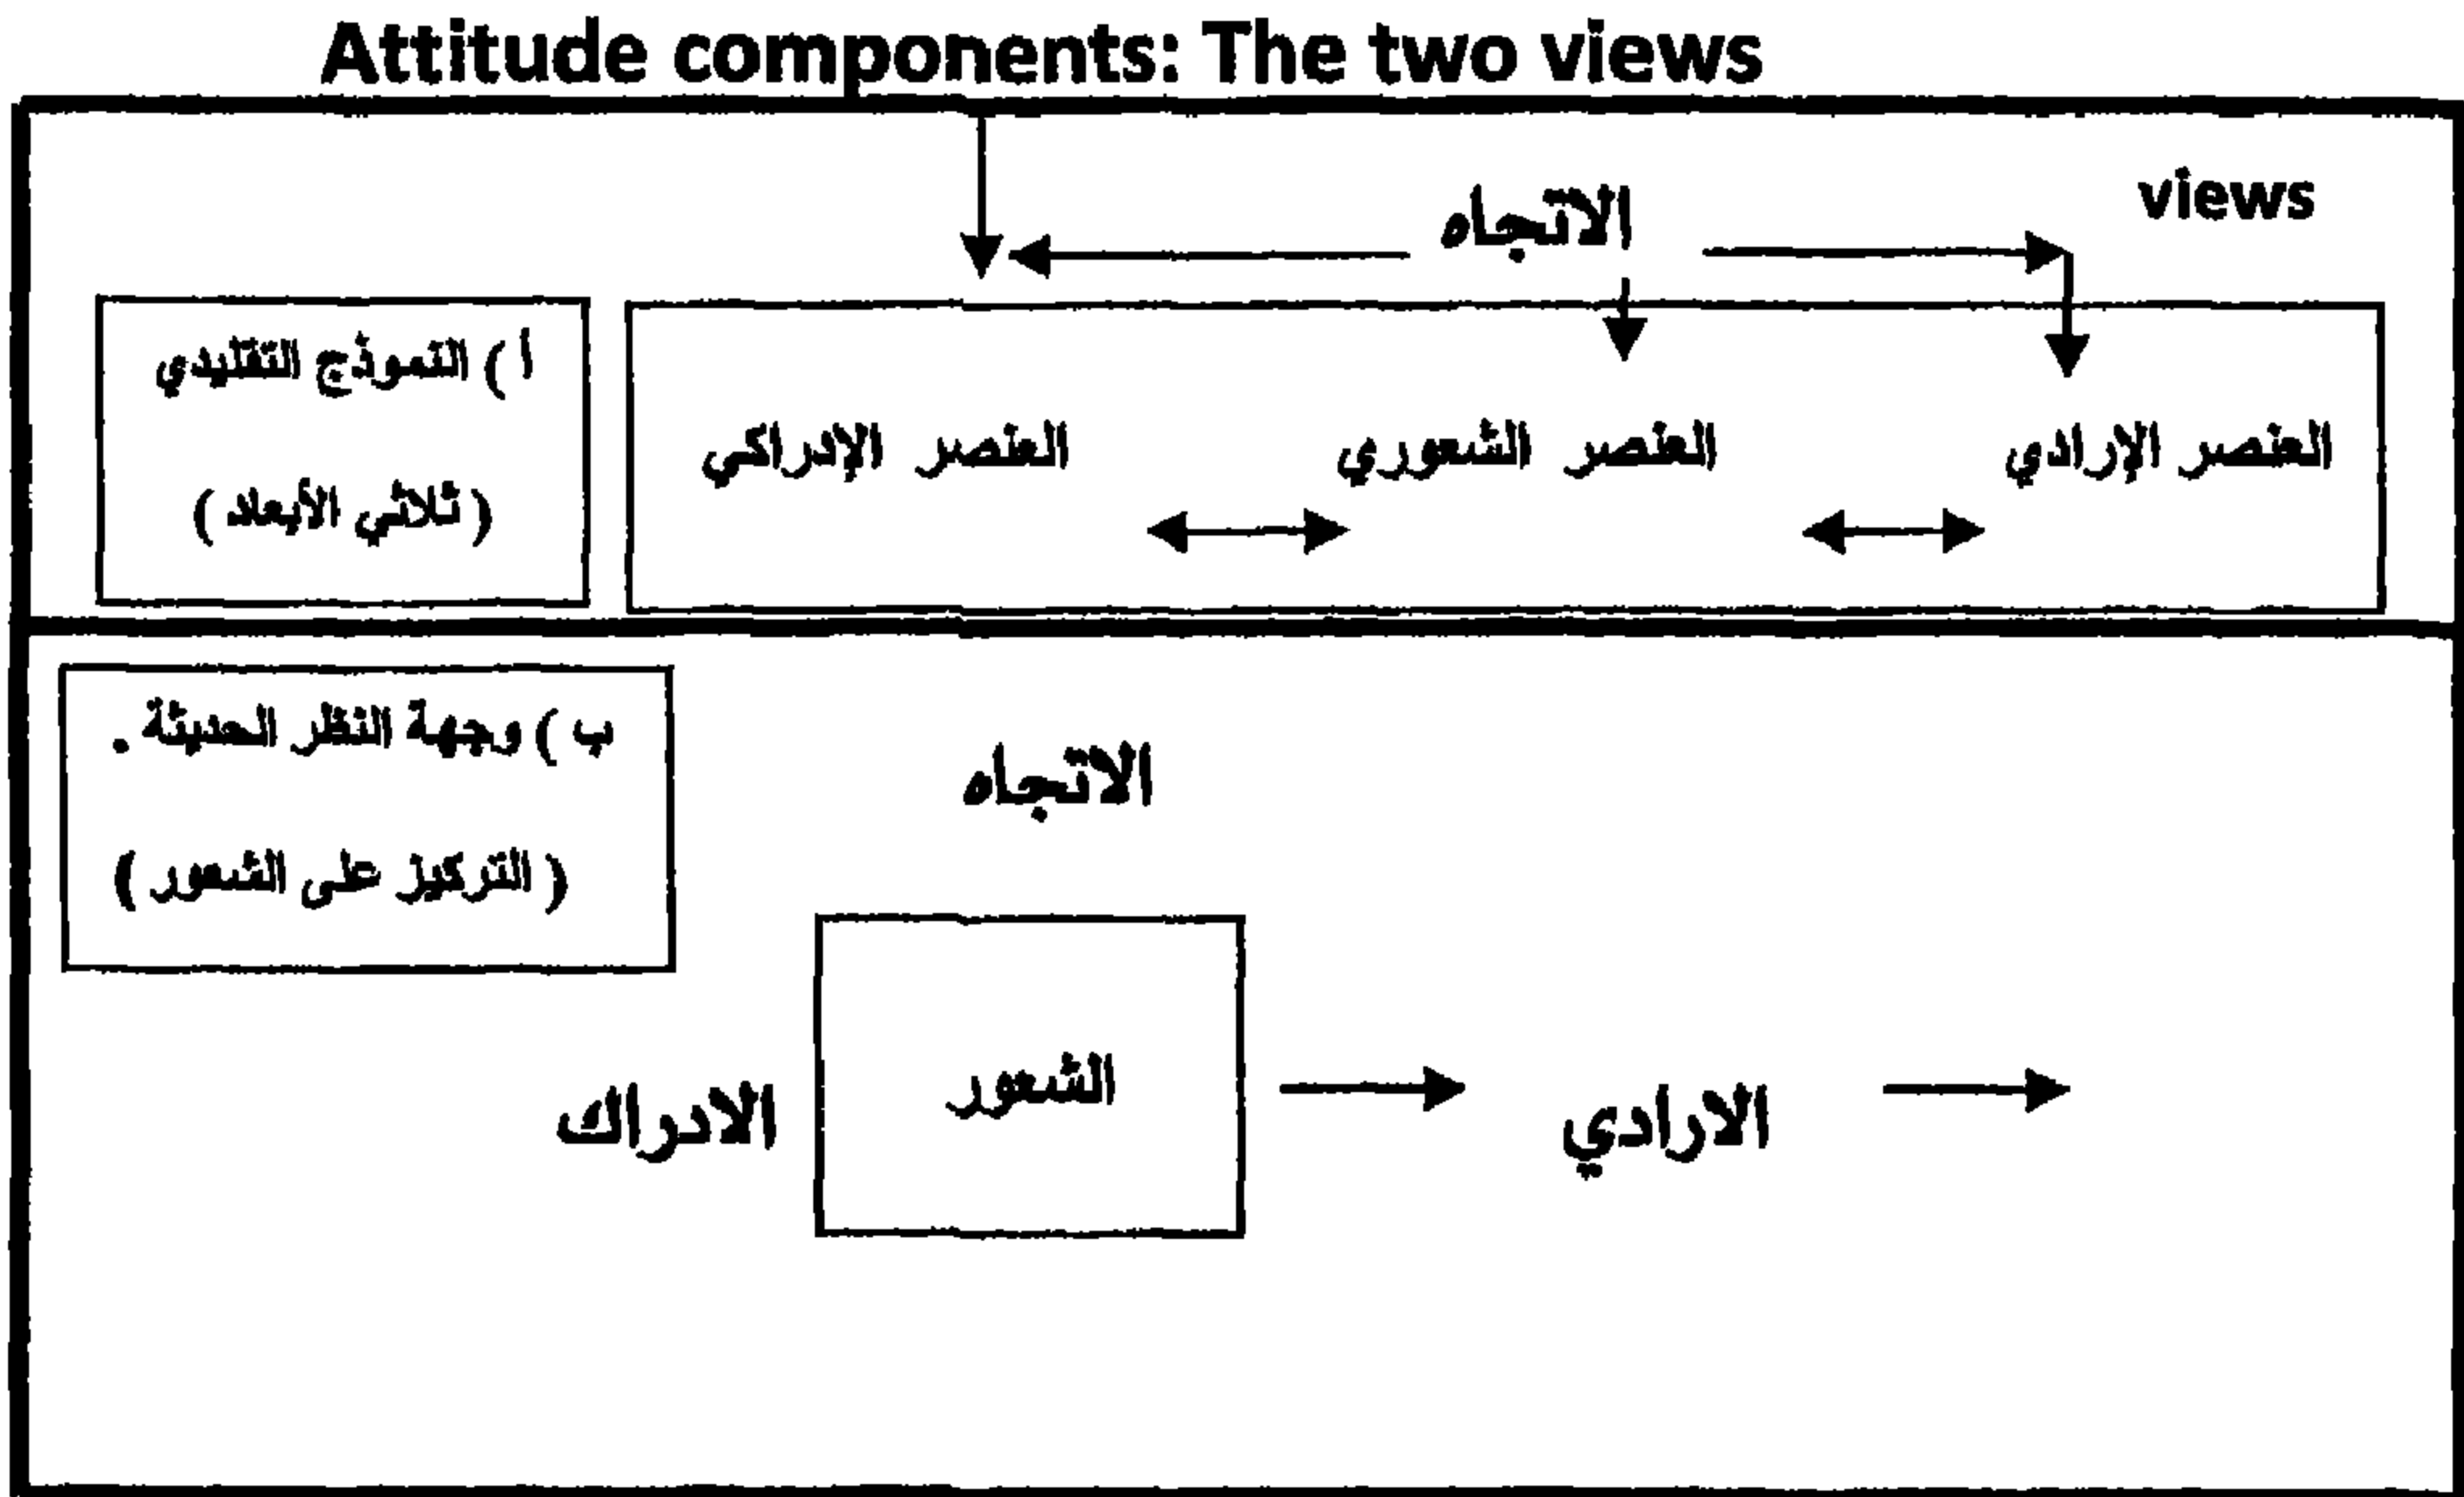 Attitude components: The two views
views
الاتجاه
أ ) النموذج التقليدي
( ثلاثي الأبعاد )
العنصر الإرادي
العنصر الشعوري
العنصر الإدراكي
ب ) وجهة النظر الحديثة .
( التركيز على الشعور )
الاتجاه
الشعور
الادراك
الارادي